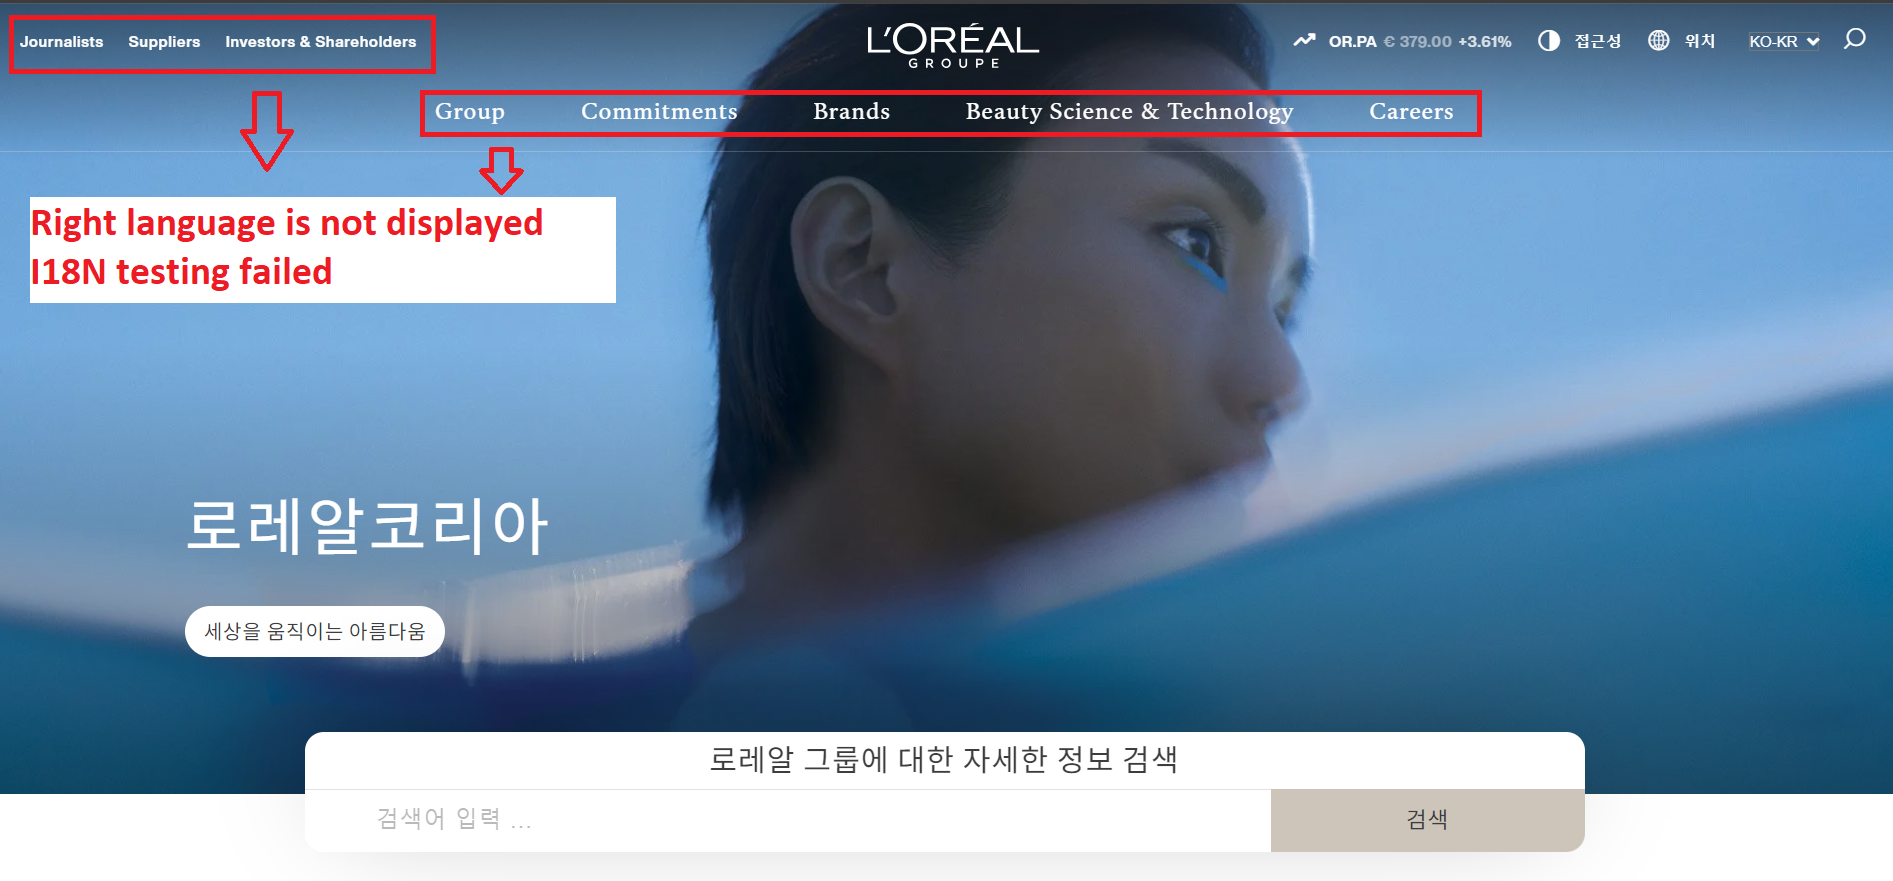 Journalists Suppliers Investors & Shareholders
L'ORÉAL
GROUPE
OR.PA € 379.00 +3.61% 접근성 위치 KO-KR
Group Commitments Brands Beauty Science & Technology Careers
Right language is not displayed
I18N testing failed
로레알코리아
세상을 움직이는 아름다움
로레알 그룹에 대한 자세한 정보 검색
검색어 입력 ... 검색